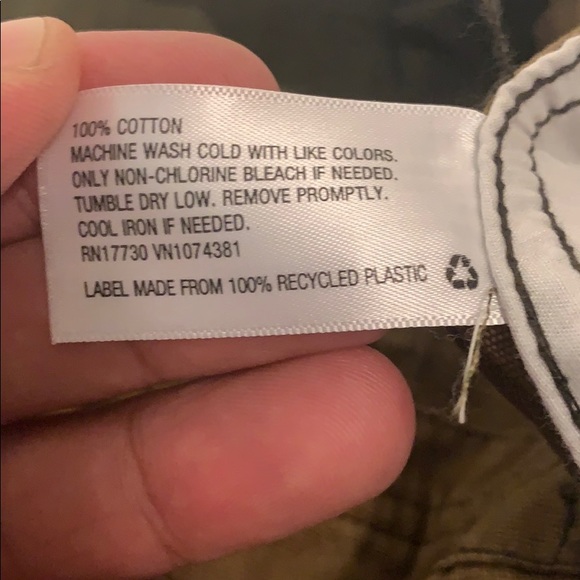 100% COTTON
MACHINE WASH COLD WITH LIKE COLORS.
ONLY NON-CHLORINE BLEACH IF NEEDED.
TUMBLE DRY LOW. REMOVE PROMPTLY.
COOL IRON IF NEEDED.
RN17730 VN1074381
LABEL MADE FROM 100% RECYCLED PLASTIC